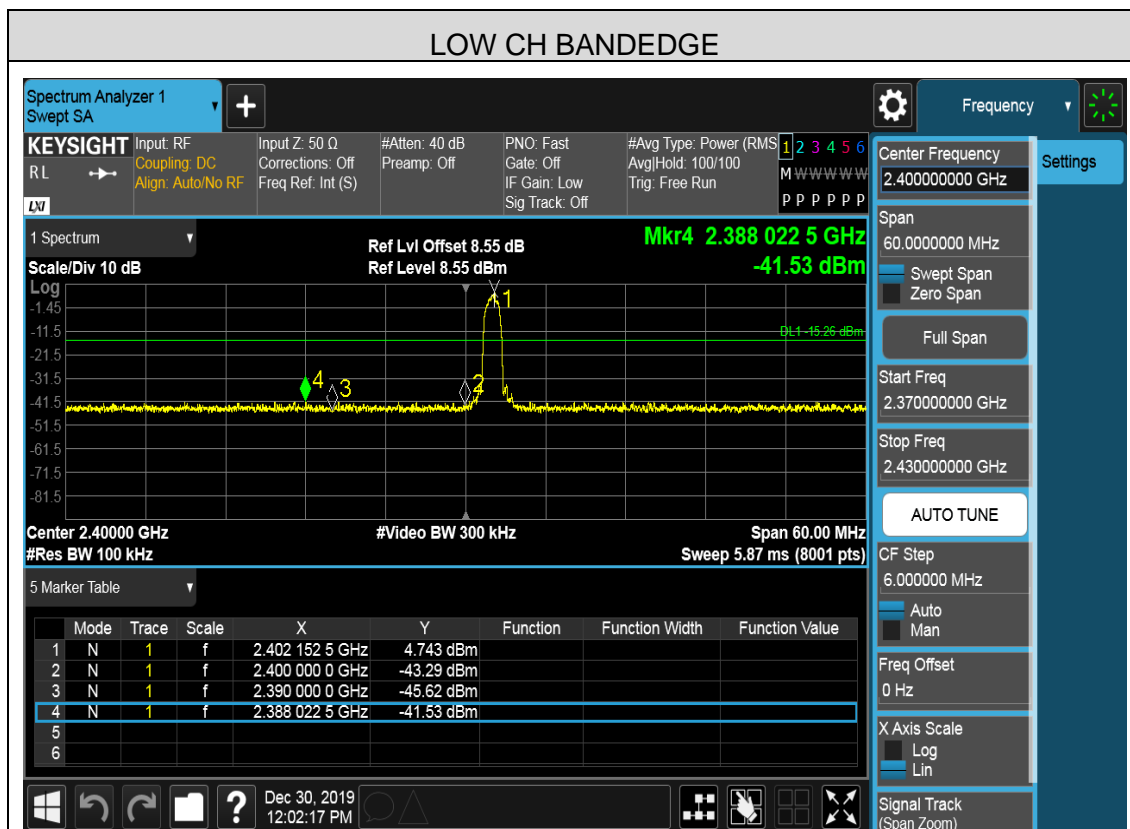 LOW CH BANDEDGE
Spectrum Analyzer 1
Swept SA
Frequency
KEYSIGHT
RL
LXI
Input: RF
Coupling: DC
Align: Auto/No RF
Input Z: 50 Ω
Corrections: Off
Freq Ref: Int (S)
#Atten: 40 dB
Preamp: Off
PNO: Fast
Gate: Off
IF Gain: Low
Sig Track: Off
#Avg Type: Power (RMS
Avg|Hold: 100/100
Trig: Free Run
1 2 3 4 5 6
M W W W W W
P P P P P P
1 Spectrum
Scale/Div 10 dB
Ref Lvl Offset 8.55 dB
Ref Level 8.55 dBm
Mkr4 2.388 022 5 GHz
-41.53 dBm
Log
-1.45
-11.5
-21.5
-31.5
-41.5
-51.5
-61.5
-71.5
-81.5
1
DL1 -15.26 dBm
4
3
2
Center 2.40000 GHz
#Video BW 300 kHz
Span 60.00 MHz
#Res BW 100 kHz
Sweep 5.87 ms (8001 pts)
5 Marker Table
Mode Trace Scale X Y Function Function Width Function Value
1 N 1 f 2.402 152 5 GHz 4.743 dBm
2 N 1 f 2.400 000 0 GHz -43.29 dBm
3 N 1 f 2.390 000 0 GHz -45.62 dBm
4 N 1 f 2.388 022 5 GHz -41.53 dBm
5
6
?
Dec 30, 2019
12:02:17 PM
Center Frequency
2.400000000 GHz
Settings
Span
60.0000000 MHz
Swept Span
Zero Span
Full Span
Start Freq
2.370000000 GHz
Stop Freq
2.430000000 GHz
AUTO TUNE
CF Step
6.000000 MHz
Auto
Man
Freq Offset
0 Hz
X Axis Scale
Log
Lin
Signal Track
(Span Zoom)